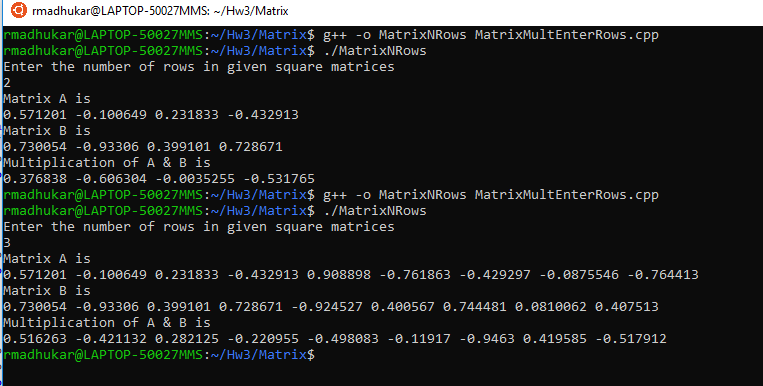 rmadhukar@LAPTOP-50027MMS: ~/Hw3/Matrix
rmadhukar@LAPTOP-50027MMS:~/Hw3/Matrix$ g++ -o MatrixNRows MatrixMultEnterRows.cpp
rmadhukar@LAPTOP-50027MMS:~/Hw3/Matrix$ ./MatrixNRows
Enter the number of rows in given square matrices
2
Matrix A is
0.571201 -0.100649 0.231833 -0.432913
Matrix B is
0.730054 -0.93306 0.399101 0.728671
Multiplication of A & B is
0.376838 -0.606304 -0.0035255 -0.531765
rmadhukar@LAPTOP-50027MMS:~/Hw3/Matrix$ g++ -o MatrixNRows MatrixMultEnterRows.cpp
rmadhukar@LAPTOP-50027MMS:~/Hw3/Matrix$ ./MatrixNRows
Enter the number of rows in given square matrices
3
Matrix A is
0.571201 -0.100649 0.231833 -0.432913 0.908898 -0.761863 -0.429297 -0.0875546 -0.764413
Matrix B is
0.730054 -0.93306 0.399101 0.728671 -0.924527 0.400567 0.744481 0.0810062 0.407513
Multiplication of A & B is
0.516263 -0.421132 0.282125 -0.220955 -0.498083 -0.11917 -0.9463 0.419585 -0.517912
rmadhukar@LAPTOP-50027MMS:~/Hw3/Matrix$